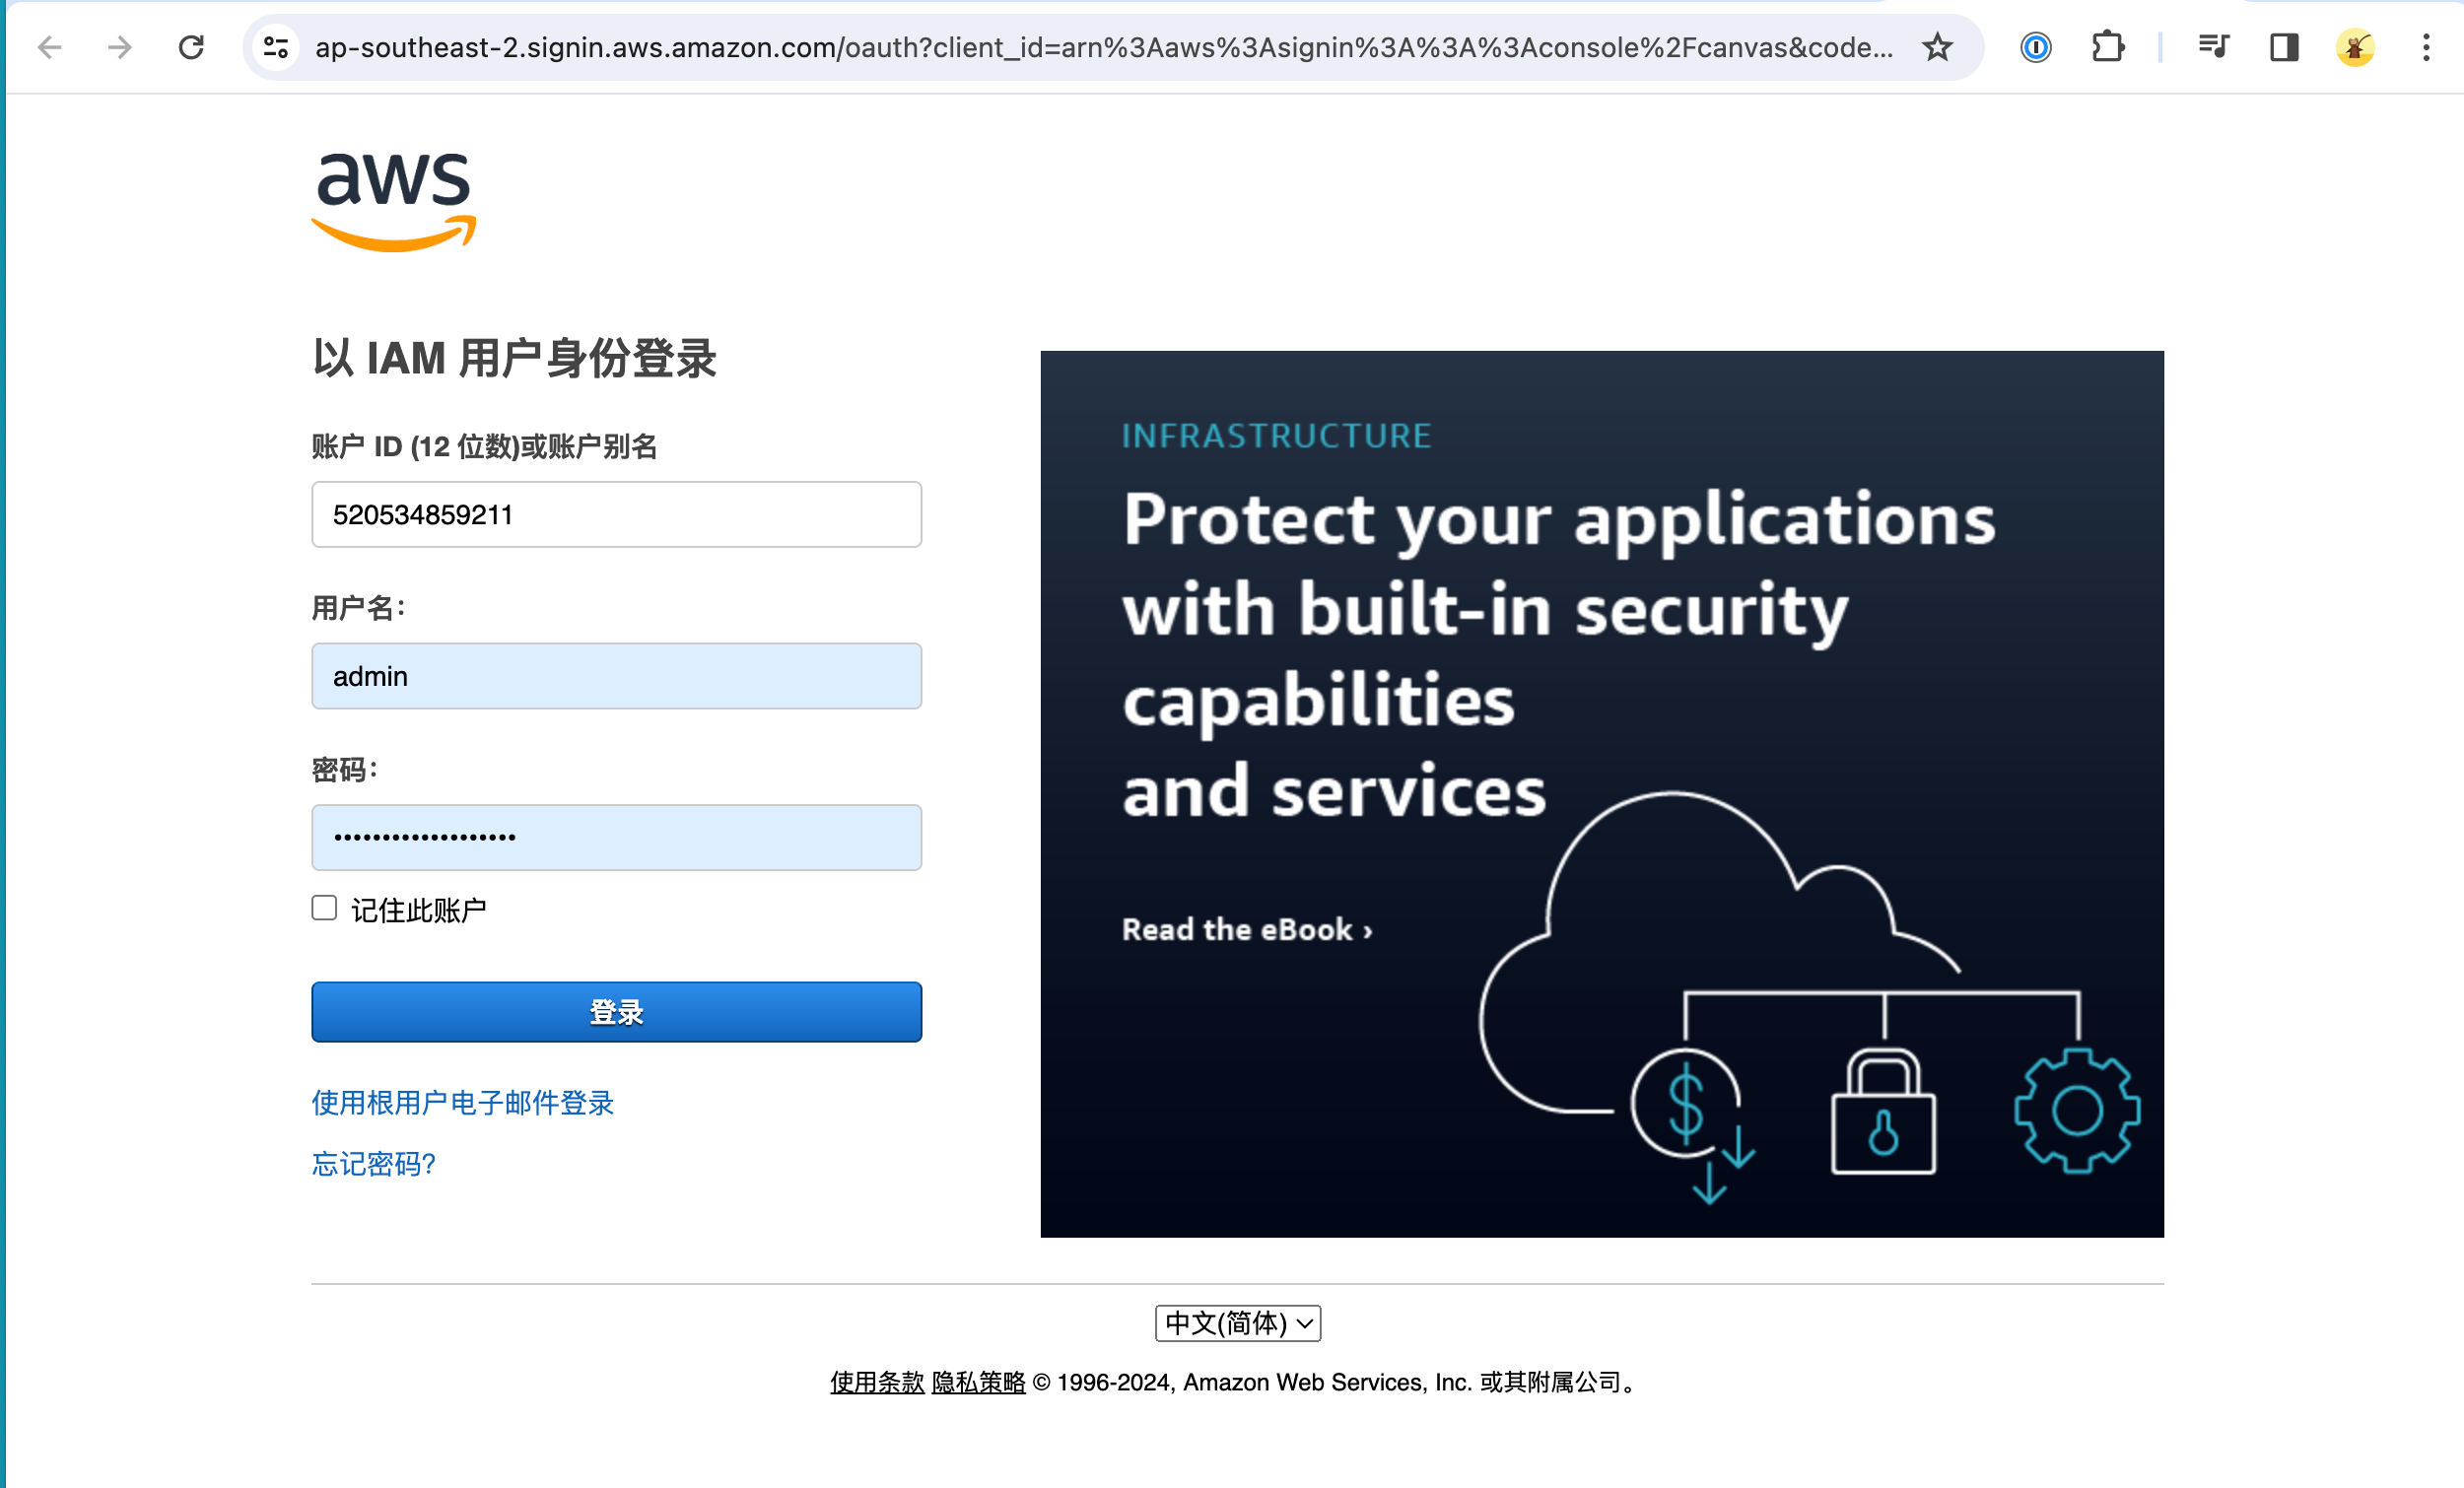 ap-southeast-2.signin.aws.amazon.com/oauth?client_id=arn%3Aaws%3Asignin%3A%3A%3Aconsole%2Fcanvas&code...
aws
以 IAM 用户身份登录
账户 ID (12 位数)或账户别名
520534859211
用户名：
admin
密码：
•••••••••••••••••••
记住此账户
登录
使用根用户电子邮件登录
忘记密码?
INFRASTRUCTURE
Protect your applications
with built-in security
capabilities
and services
Read the eBook ›
中文(简体)
使用条款 隐私策略 © 1996-2024, Amazon Web Services, Inc. 或其附属公司。